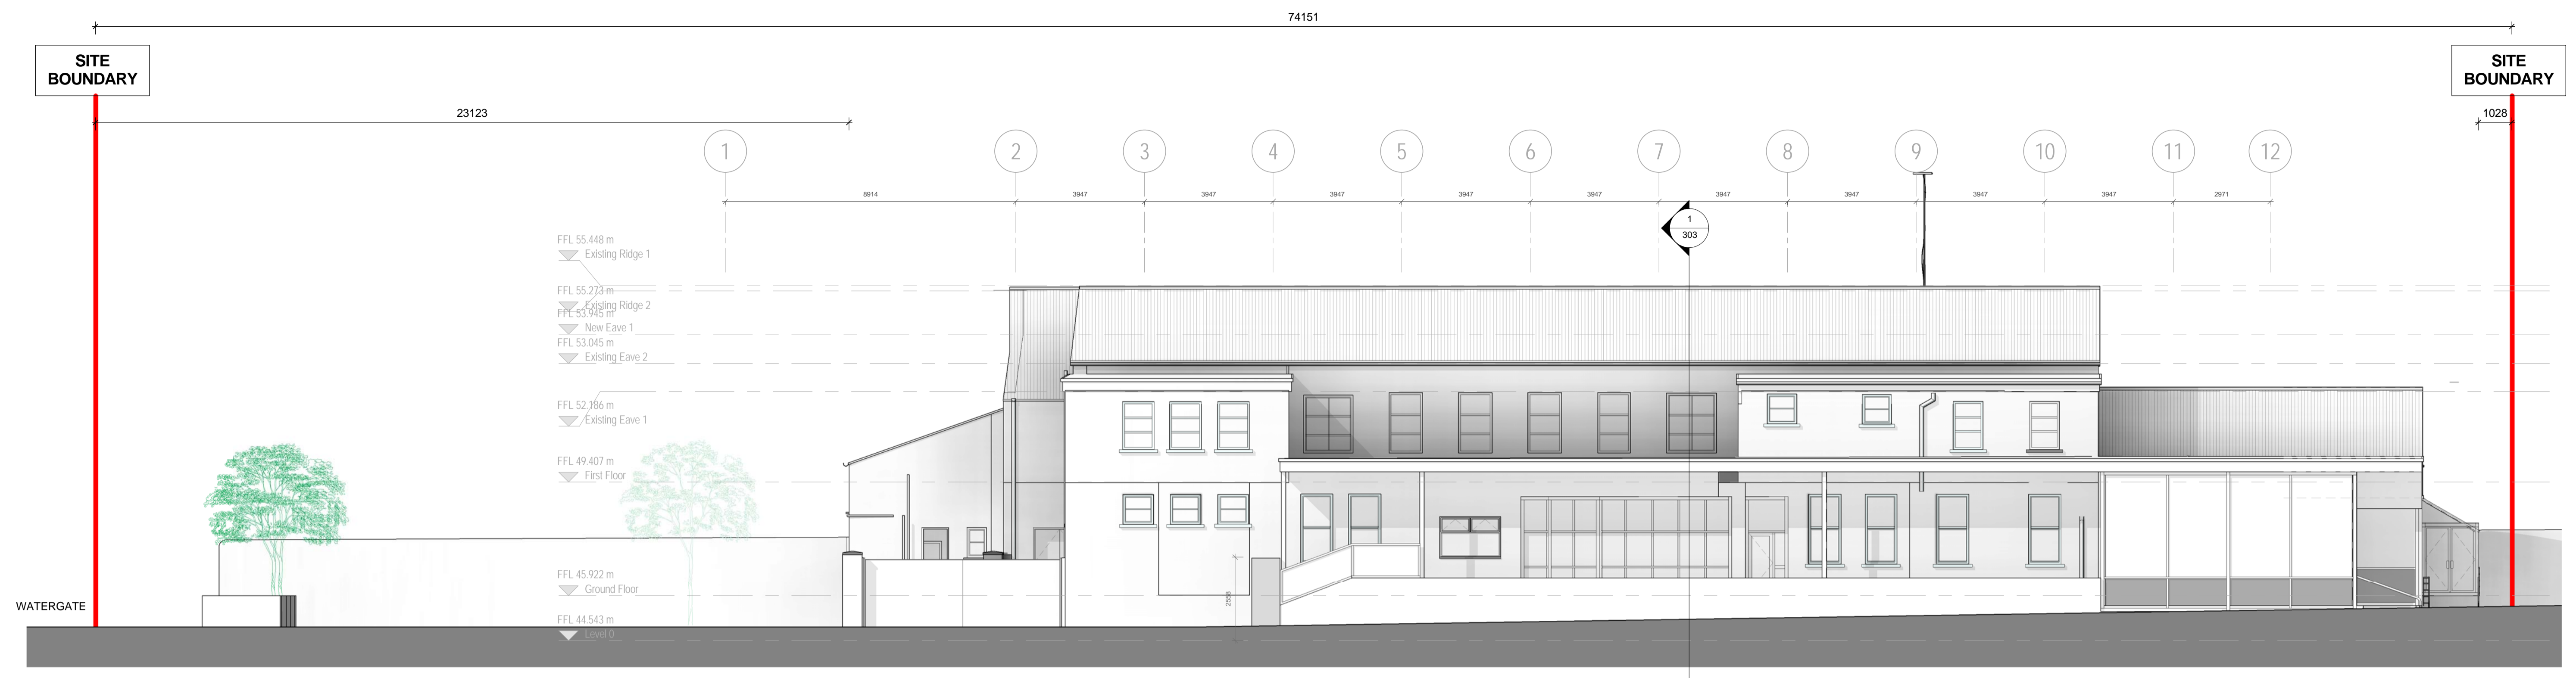 74151
SITE
BOUNDARY
SITE
BOUNDARY
23123
1028
1
2
3
4
5
6
7
8
9
10
11
12
8914
3947
3947
3947
3947
3947
3947
3947
3947
3947
2971
1
303
FFL 55.448 m
Existing Ridge 1
FFL 55.273 m
Existing Ridge 2
FFL 53.945 m
New Eave 1
FFL 53.045 m
Existing Eave 2
FFL 52.186 m
Existing Eave 1
FFL 49.407 m
First Floor
FFL 45.922 m
Ground Floor
2558
WATERGATE
FFL 44.543 m
Level 0